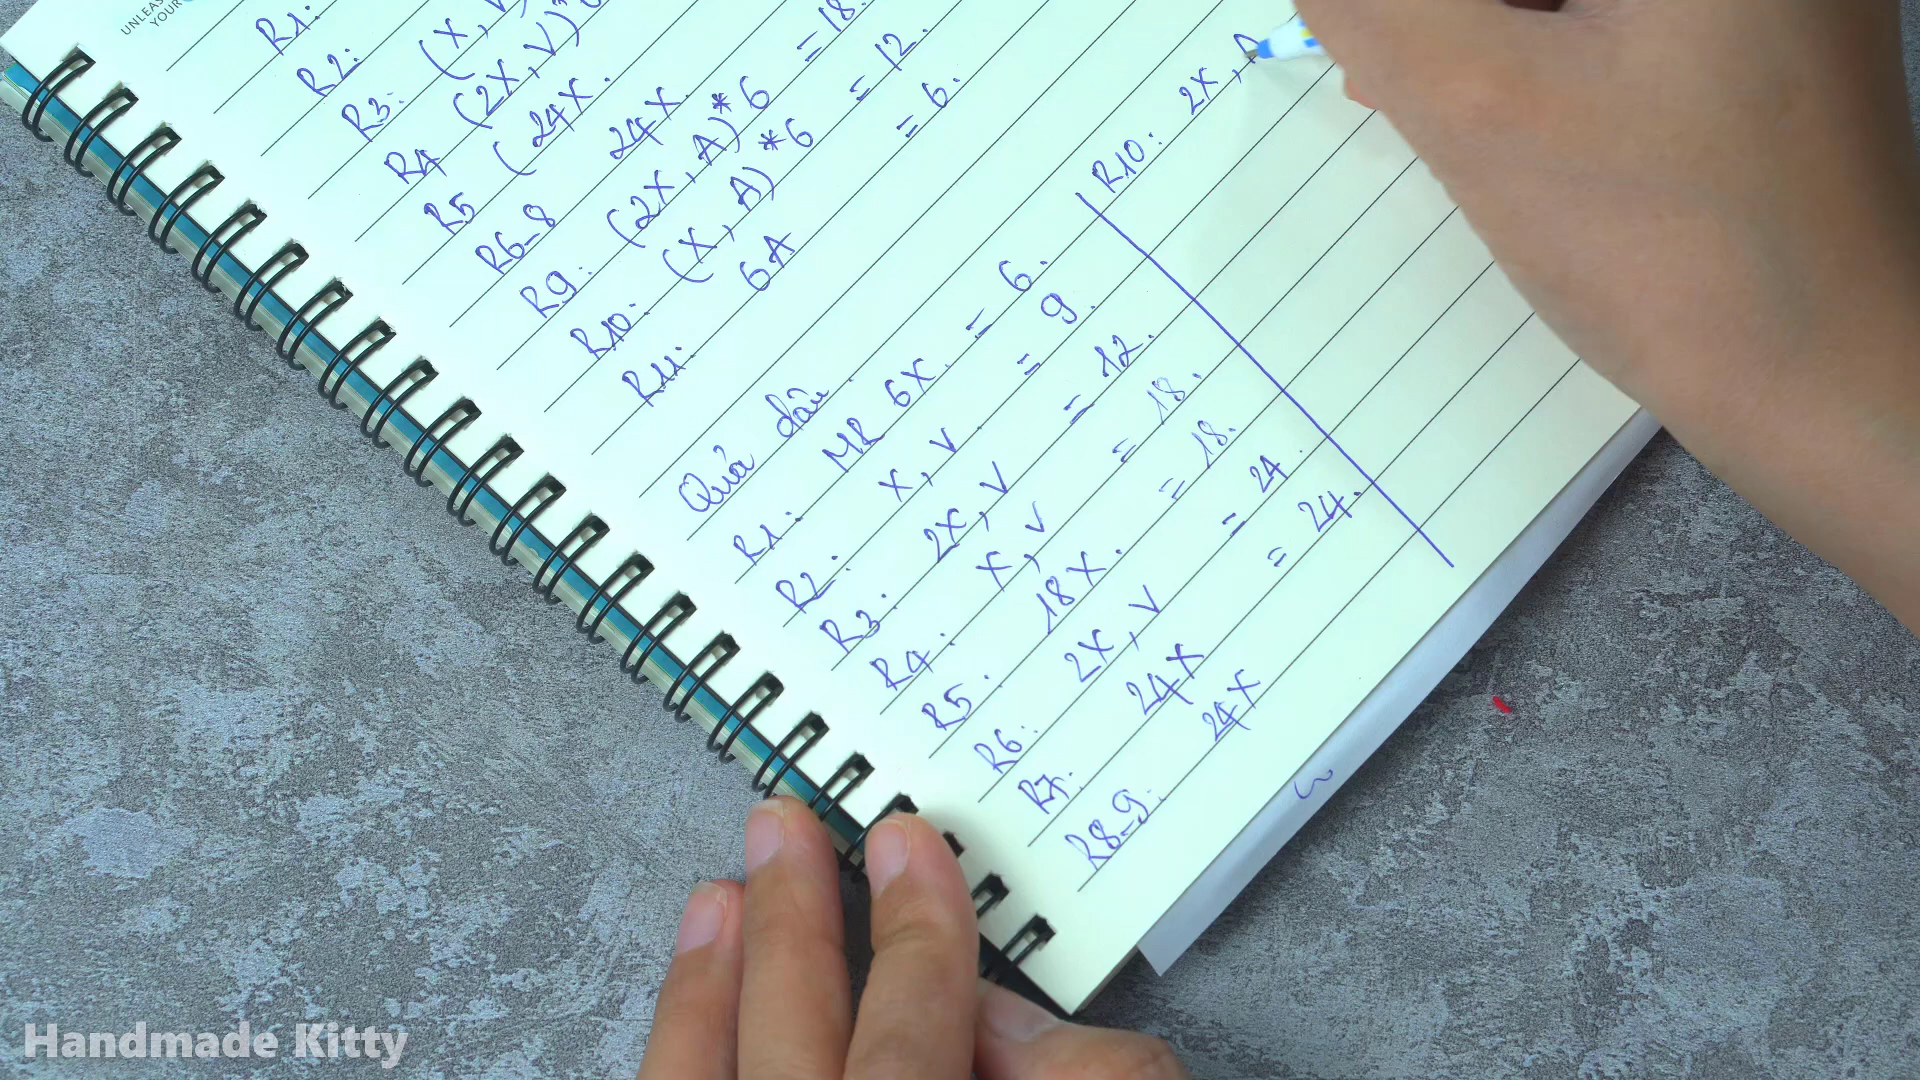 UNLEAS
YOUR
R1:
R2: (X, V
R3: (2X, V)*
R4 ( 24X.
R5 24X. = 18.
R6-8 (2X, A)*6 = 12.
R9: (X, A)*6 = 6.
R10: 6A
R11:
Quả dâu
R1: MR 6X. = 6.
R2: X, V = 9.
R3: 2X, V = 12.
R4: X, V = 18.
R5. 18X. = 18.
R6: 2X, V = 24.
R7: 24X = 24.
R8-9: 24X
R10: 2X,
Handmade Kitty